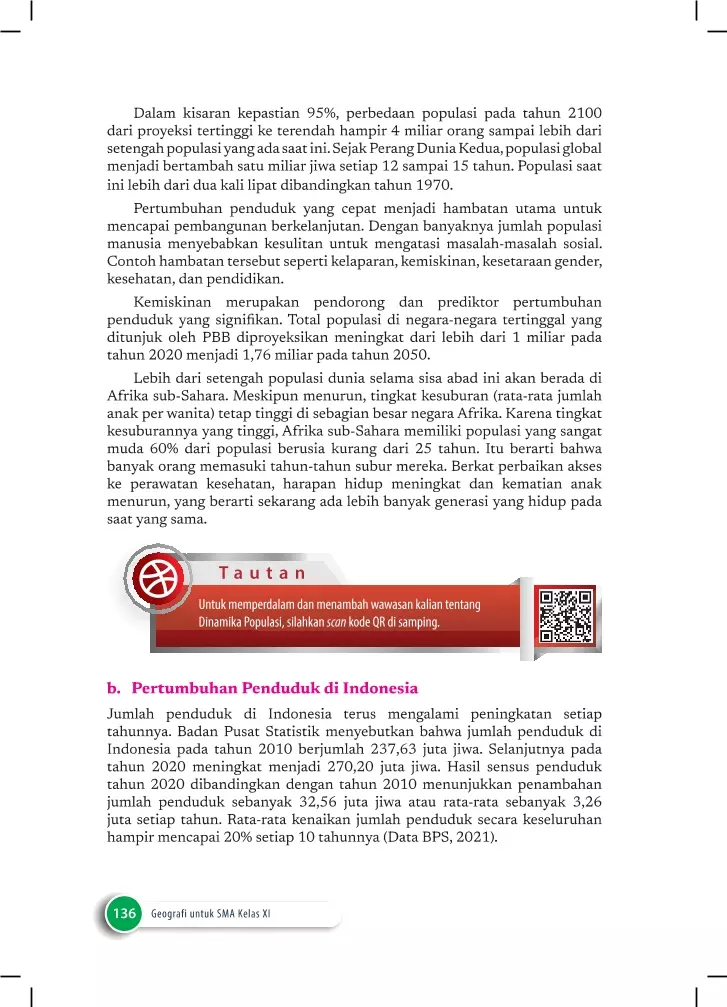 Dalam kisaran kepastian 95%, perbedaan populasi pada tahun 2100
dari proyeksi tertinggi ke terendah hampir 4 miliar orang sampai lebih dari
setengah populasi yang ada saat ini. Sejak Perang Dunia Kedua, populasi global
menjadi bertambah satu miliar jiwa setiap 12 sampai 15 tahun. Populasi saat
ini lebih dari dua kali lipat dibandingkan tahun 1970.
Pertumbuhan penduduk yang cepat menjadi hambatan utama untuk
mencapai pembangunan berkelanjutan. Dengan banyaknya jumlah populasi
manusia menyebabkan kesulitan untuk mengatasi masalah-masalah sosial.
Contoh hambatan tersebut seperti kelaparan, kemiskinan, kesetaraan gender,
kesehatan, dan pendidikan.
Kemiskinan merupakan pendorong dan prediktor pertumbuhan
penduduk yang signifikan. Total populasi di negara-negara tertinggal yang
ditunjuk oleh PBB diproyeksikan meningkat dari lebih dari 1 miliar pada
tahun 2020 menjadi 1,76 miliar pada tahun 2050.
Lebih dari setengah populasi dunia selama sisa abad ini akan berada di
Afrika sub-Sahara. Meskipun menurun, tingkat kesuburan (rata-rata jumlah
anak per wanita) tetap tinggi di sebagian besar negara Afrika. Karena tingkat
kesuburannya yang tinggi, Afrika sub-Sahara memiliki populasi yang sangat
muda 60% dari populasi berusia kurang dari 25 tahun. Itu berarti bahwa
banyak orang memasuki tahun-tahun subur mereka. Berkat perbaikan akses
ke perawatan kesehatan, harapan hidup meningkat dan kematian anak
menurun, yang berarti sekarang ada lebih banyak generasi yang hidup pada
saat yang sama.
Tautan
Untuk memperdalam dan menambah wawasan kalian tentang
Dinamika Populasi, silahkan scan kode QR di samping.
b. Pertumbuhan Penduduk di Indonesia
Jumlah penduduk di Indonesia terus mengalami peningkatan setiap
tahunnya. Badan Pusat Statistik menyebutkan bahwa jumlah penduduk di
Indonesia pada tahun 2010 berjumlah 237,63 juta jiwa. Selanjutnya pada
tahun 2020 meningkat menjadi 270,20 juta jiwa. Hasil sensus penduduk
tahun 2020 dibandingkan dengan tahun 2010 menunjukkan penambahan
jumlah penduduk sebanyak 32,56 juta jiwa atau rata-rata sebanyak 3,26
juta setiap tahun. Rata-rata kenaikan jumlah penduduk secara keseluruhan
hampir mencapai 20% setiap 10 tahunnya (Data BPS, 2021).
136 Geografi untuk SMA Kelas XI